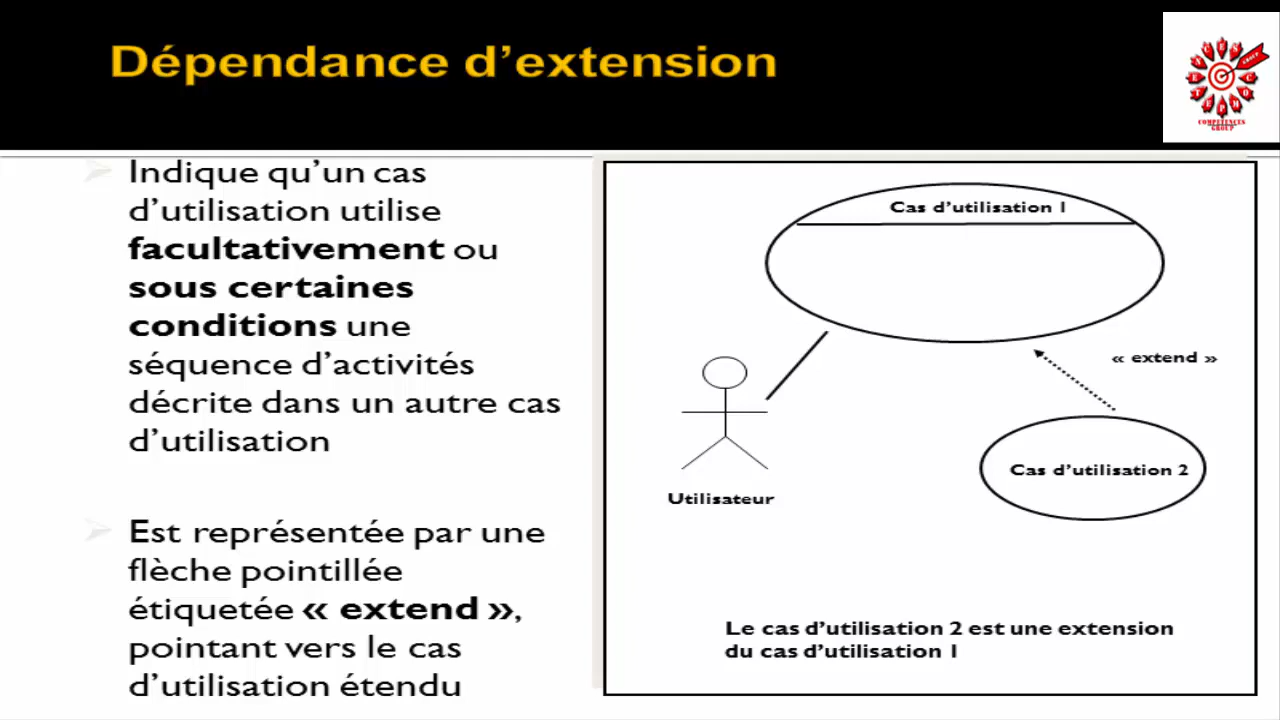 Dépendance d’extension
COMPETENCES
GROUP
Indique qu’un cas
d’utilisation utilise
facultativement ou
sous certaines
conditions une
séquence d’activités
décrite dans un autre cas
d’utilisation
Est représentée par une
flèche pointillée
étiquetée « extend »,
pointant vers le cas
d’utilisation étendu
Cas d’utilisation 1
« extend »
Cas d’utilisation 2
Utilisateur
Le cas d’utilisation 2 est une extension
du cas d’utilisation 1